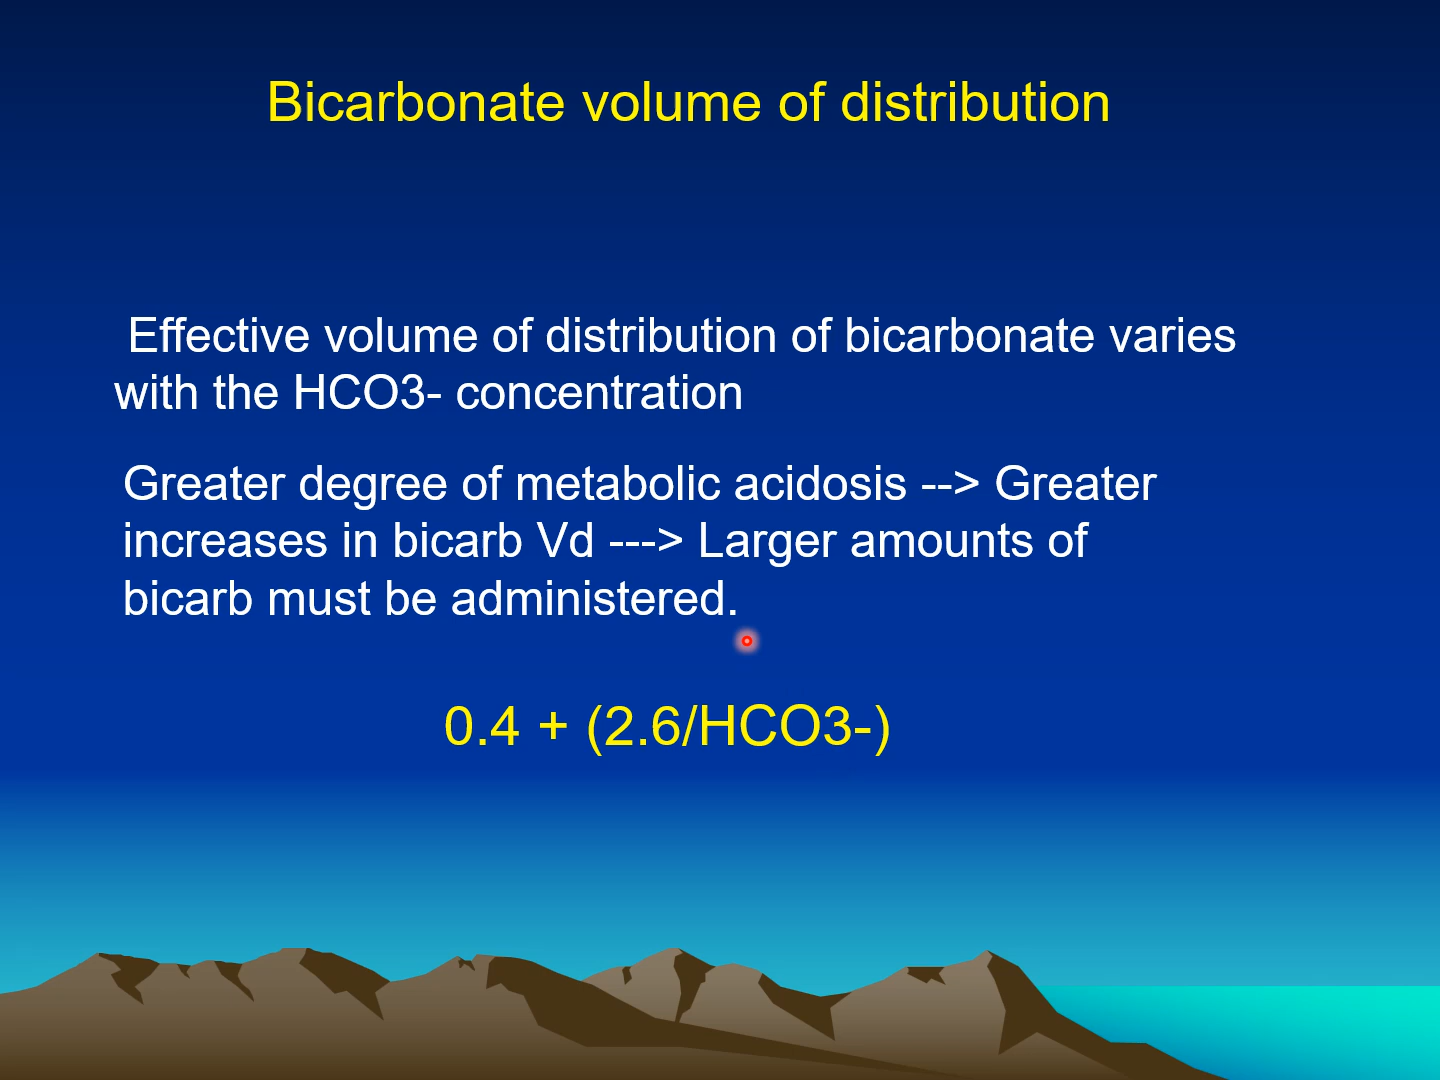 Bicarbonate volume of distribution
Effective volume of distribution of bicarbonate varies
with the HCO3- concentration
Greater degree of metabolic acidosis --> Greater
increases in bicarb Vd ---> Larger amounts of
bicarb must be administered.
0.4 + (2.6/HCO3-)